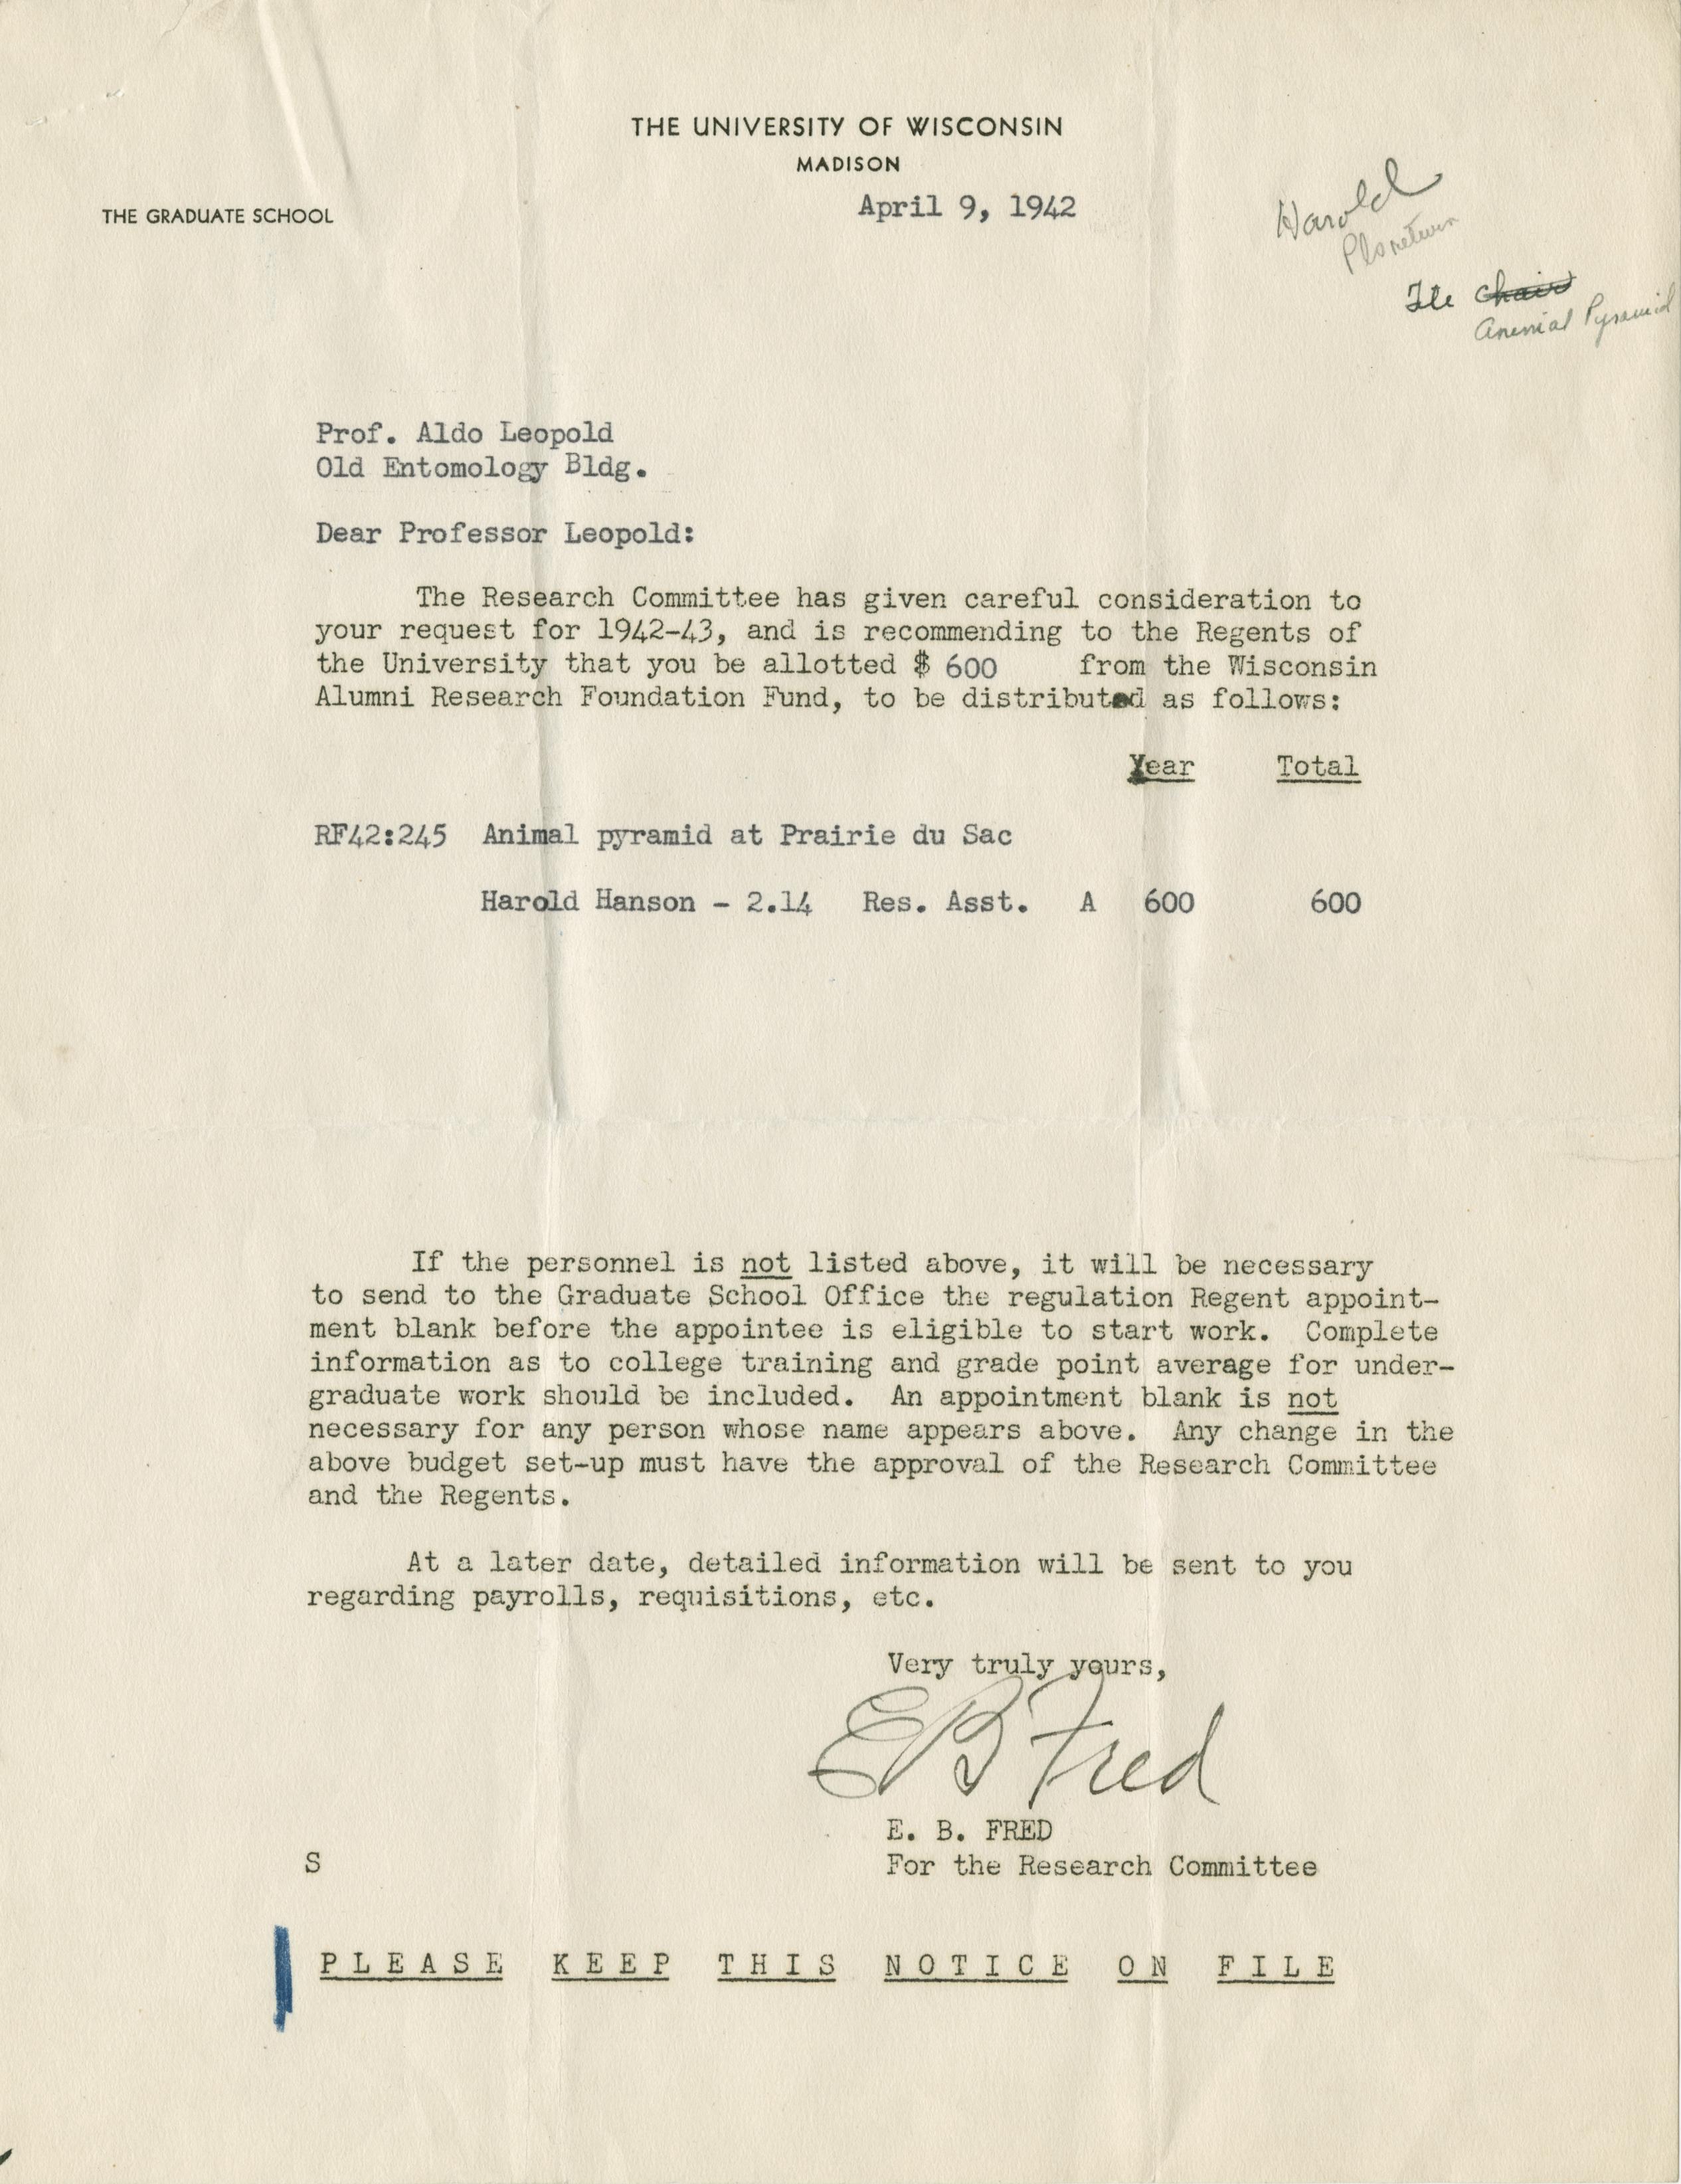 THE UNIVERSITY OF WISCONSIN
MADISON
THE GRADUATE SCHOOL
April 9, 1942
Harold
File
Animal Pyramid
Prof. Aldo Leopold
Old Entomology Bldg.
Dear Professor Leopold:
The Research Committee has given careful consideration to
your request for 1942-43, and is recommending to the Regents of
the University that you be allotted $ 600 from the Wisconsin
Alumni Research Foundation Fund, to be distributed as follows:
Year Total
RF42:245 Animal pyramid at Prairie du Sac
Harold Hanson - 2.14 Res. Asst. A 600 600
If the personnel is not listed above, it will be necessary
to send to the Graduate School Office the regulation Regent appoint-
ment blank before the appointee is eligible to start work. Complete
information as to college training and grade point average for under-
graduate work should be included. An appointment blank is not
necessary for any person whose name appears above. Any change in the
above budget set-up must have the approval of the Research Committee
and the Regents.
At a later date, detailed information will be sent to you
regarding payrolls, requisitions, etc.
Very truly yours,
E B Fred
E. B. FRED
S
For the Research Committee
PLEASE KEEP THIS NOTICE ON FILE